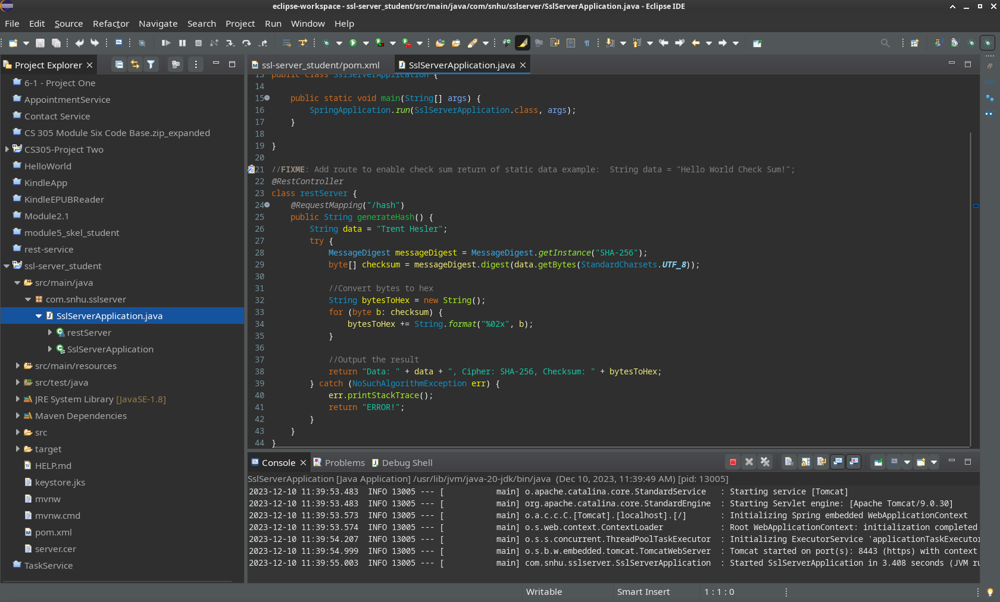 eclipse-workspace - ssl-server_student/src/main/java/com/snhu/sslserver/SslServerApplication.java - Eclipse IDE
File Edit Source Refactor Navigate Search Project Run Window Help
Project Explorer
6-1 - Project One
AppointmentService
Contact Service
CS 305 Module Six Code Base.zip_expanded
CS305-Project Two
HelloWorld
KindleApp
KindleEPUBReader
Module2.1
module5_skel_student
rest-service
ssl-server_student
src/main/java
com.snhu.sslserver
SslServerApplication.java
restServer
SslServerApplication
src/main/resources
src/test/java
JRE System Library [JavaSE-1.8]
Maven Dependencies
src
target
HELP.md
keystore.jks
mvnw
mvnw.cmd
pom.xml
server.cer
TaskService
ssl-server_student/pom.xml SslServerApplication.java
13 public class SslServerApplication {
14
15 public static void main(String[] args) {
16 SpringApplication.run(SslServerApplication.class, args);
17 }
18
19 }
20
21 //FIXME: Add route to enable check sum return of static data example:  String data = "Hello World Check Sum!";
22 @RestController
23 class restServer {
24 @RequestMapping("/hash")
25 public String generateHash() {
26 String data = "Trent Hesler";
27 try {
28 MessageDigest messageDigest = MessageDigest.getInstance("SHA-256");
29 byte[] checksum = messageDigest.digest(data.getBytes(StandardCharsets.UTF_8));
30
31 //Convert bytes to hex
32 String bytesToHex = new String();
33 for (byte b: checksum) {
34 bytesToHex += String.format("%02x", b);
35 }
36
37 //Output the result
38 return "Data: " + data + ", Cipher: SHA-256, Checksum: " + bytesToHex;
39 } catch (NoSuchAlgorithmException err) {
40 err.printStackTrace();
41 return "ERROR!";
42 }
43 }
44 }
Console Problems Debug Shell
SslServerApplication [Java Application] /usr/lib/jvm/java-20-jdk/bin/java (Dec 10, 2023, 11:39:49 AM) [pid: 13005]
2023-12-10 11:39:53.483  INFO 13005 --- [           main] o.apache.catalina.core.StandardService   : Starting service [Tomcat]
2023-12-10 11:39:53.483  INFO 13005 --- [           main] org.apache.catalina.core.StandardEngine  : Starting Servlet engine: [Apache Tomcat/9.0.30]
2023-12-10 11:39:53.573  INFO 13005 --- [           main] o.a.c.c.C.[Tomcat].[localhost].[/]       : Initializing Spring embedded WebApplicationContext
2023-12-10 11:39:53.574  INFO 13005 --- [           main] o.s.web.context.ContextLoader            : Root WebApplicationContext: initialization completed
2023-12-10 11:39:54.207  INFO 13005 --- [           main] o.s.s.concurrent.ThreadPoolTaskExecutor  : Initializing ExecutorService 'applicationTaskExecutor
2023-12-10 11:39:54.999  INFO 13005 --- [           main] o.s.b.w.embedded.tomcat.TomcatWebServer  : Tomcat started on port(s): 8443 (https) with context
2023-12-10 11:39:55.003  INFO 13005 --- [           main] com.snhu.sslserver.SslServerApplication  : Started SslServerApplication in 3.408 seconds (JVM ru
Writable Smart Insert 1 : 1 : 0